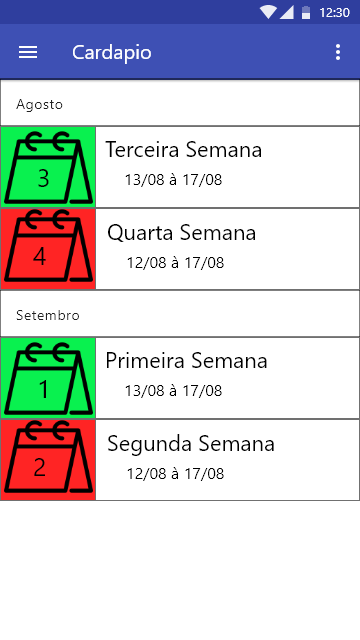 12:30
Cardapio
Agosto
3
Terceira Semana
13/08 à 17/08
4
Quarta Semana
12/08 à 17/08
Setembro
1
Primeira Semana
13/08 à 17/08
2
Segunda Semana
12/08 à 17/08